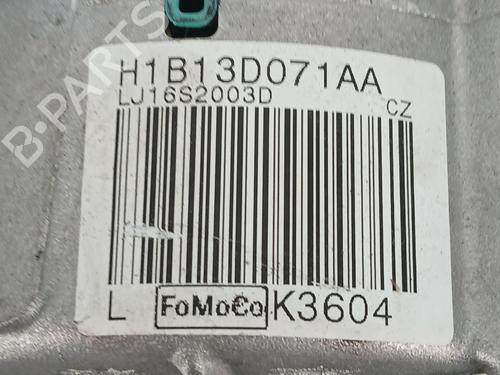 H1B13D071AA
LJ16S2003D CZ
L FoMoCo K3604
B-PARTS